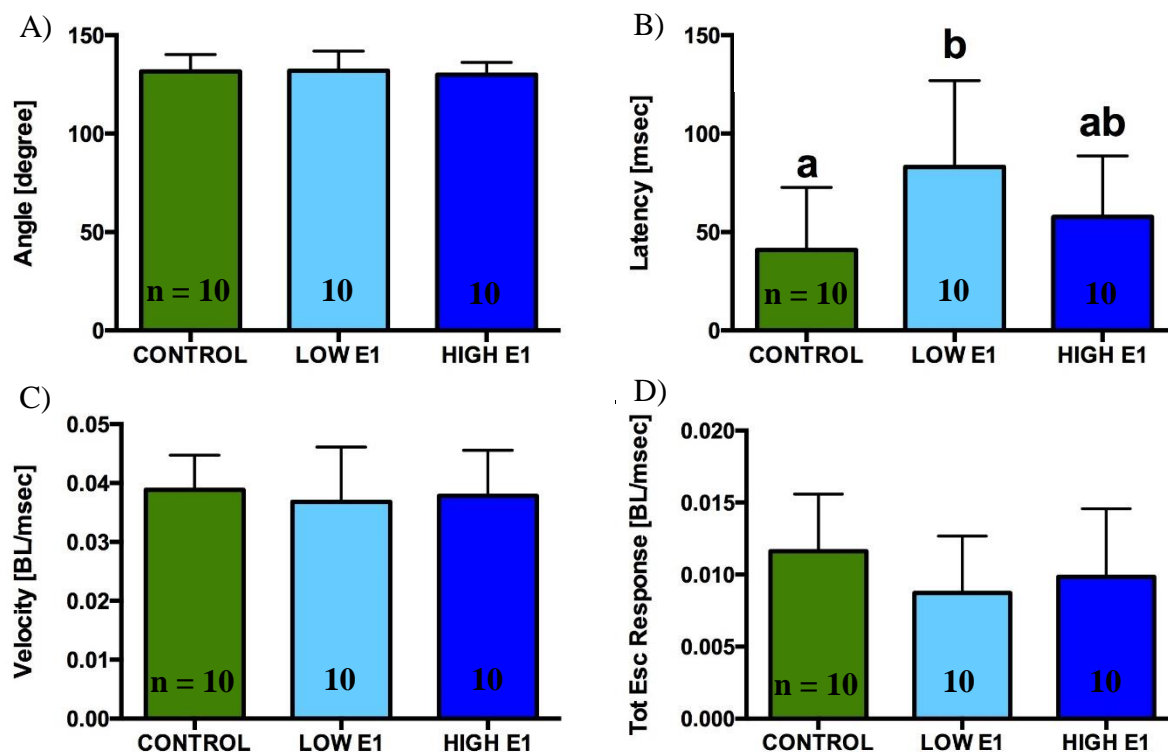 A)
150
100
50
0
Angle [degree]
n = 10
10
10
CONTROL
LOW E1
HIGH E1
B)
150
100
50
0
Latency [msec]
a
b
ab
n = 10
10
10
CONTROL
LOW E1
HIGH E1
C)
0.05
0.04
0.03
0.02
0.01
0.00
Velocity [BL/msec]
n = 10
10
10
CONTROL
LOW E1
HIGH E1
D)
0.020
0.015
0.010
0.005
0.000
Tot Esc Response [BL/msec]
n = 10
10
10
CONTROL
LOW E1
HIGH E1